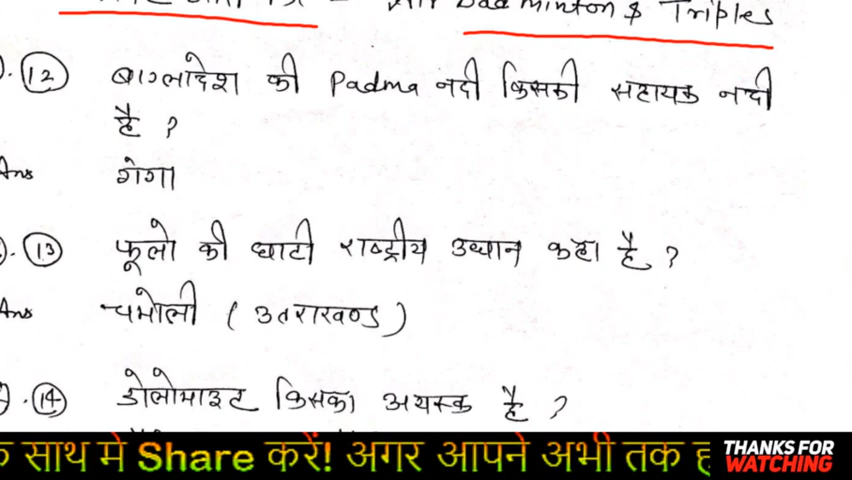 Air Badminton & Triples
(12) बाग्लादेश की Padma नदी किसकी सहायक नदी
है ?
Ans गंगा
(13) फूलो की घाटी राष्ट्रीय उद्यान कहा है ?
Ans चमोली ( उतराखण्ड )
(14) डोलोमाइट किसका अयस्क है ?
के साथ मे Share करें! अगर आपने अभी तक ह
THANKS FOR
WATCHING